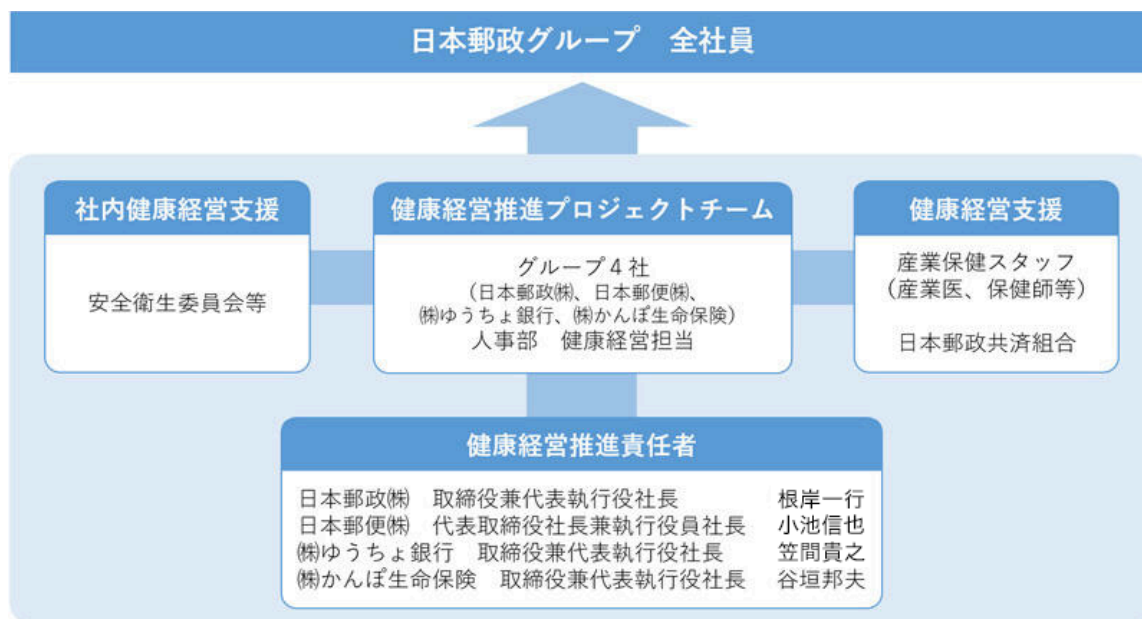 日本郵政グループ　全社員
社内健康経営支援
安全衛生委員会等
健康経営推進プロジェクトチーム
グループ４社
（日本郵政㈱、日本郵便㈱、
㈱ゆうちょ銀行、㈱かんぽ生命保険）
人事部　健康経営担当
健康経営支援
産業保健スタッフ
（産業医、保健師等）
日本郵政共済組合
健康経営推進責任者
日本郵政㈱　取締役兼代表執行役社長　根岸一行
日本郵便㈱　代表取締役社長兼執行役員社長　小池信也
㈱ゆうちょ銀行　取締役兼代表執行役社長　笠間貴之
㈱かんぽ生命保険　取締役兼代表執行役社長　谷垣邦夫